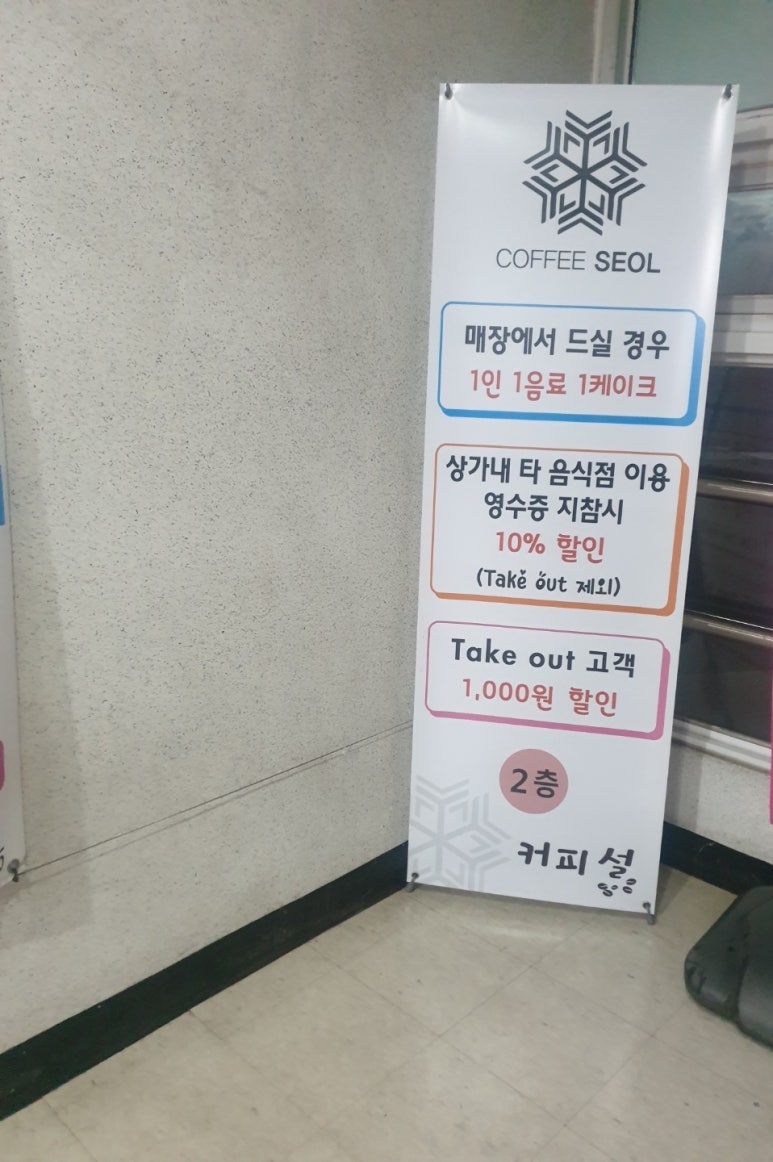 COFFEE SEOL
매장에서 드실 경우
1인 1음료 1케이크
상가내 타 음식점 이용
영수증 지참시
10% 할인
(Take out 제외)
Take out 고객
1,000원 할인
2층
커피 설